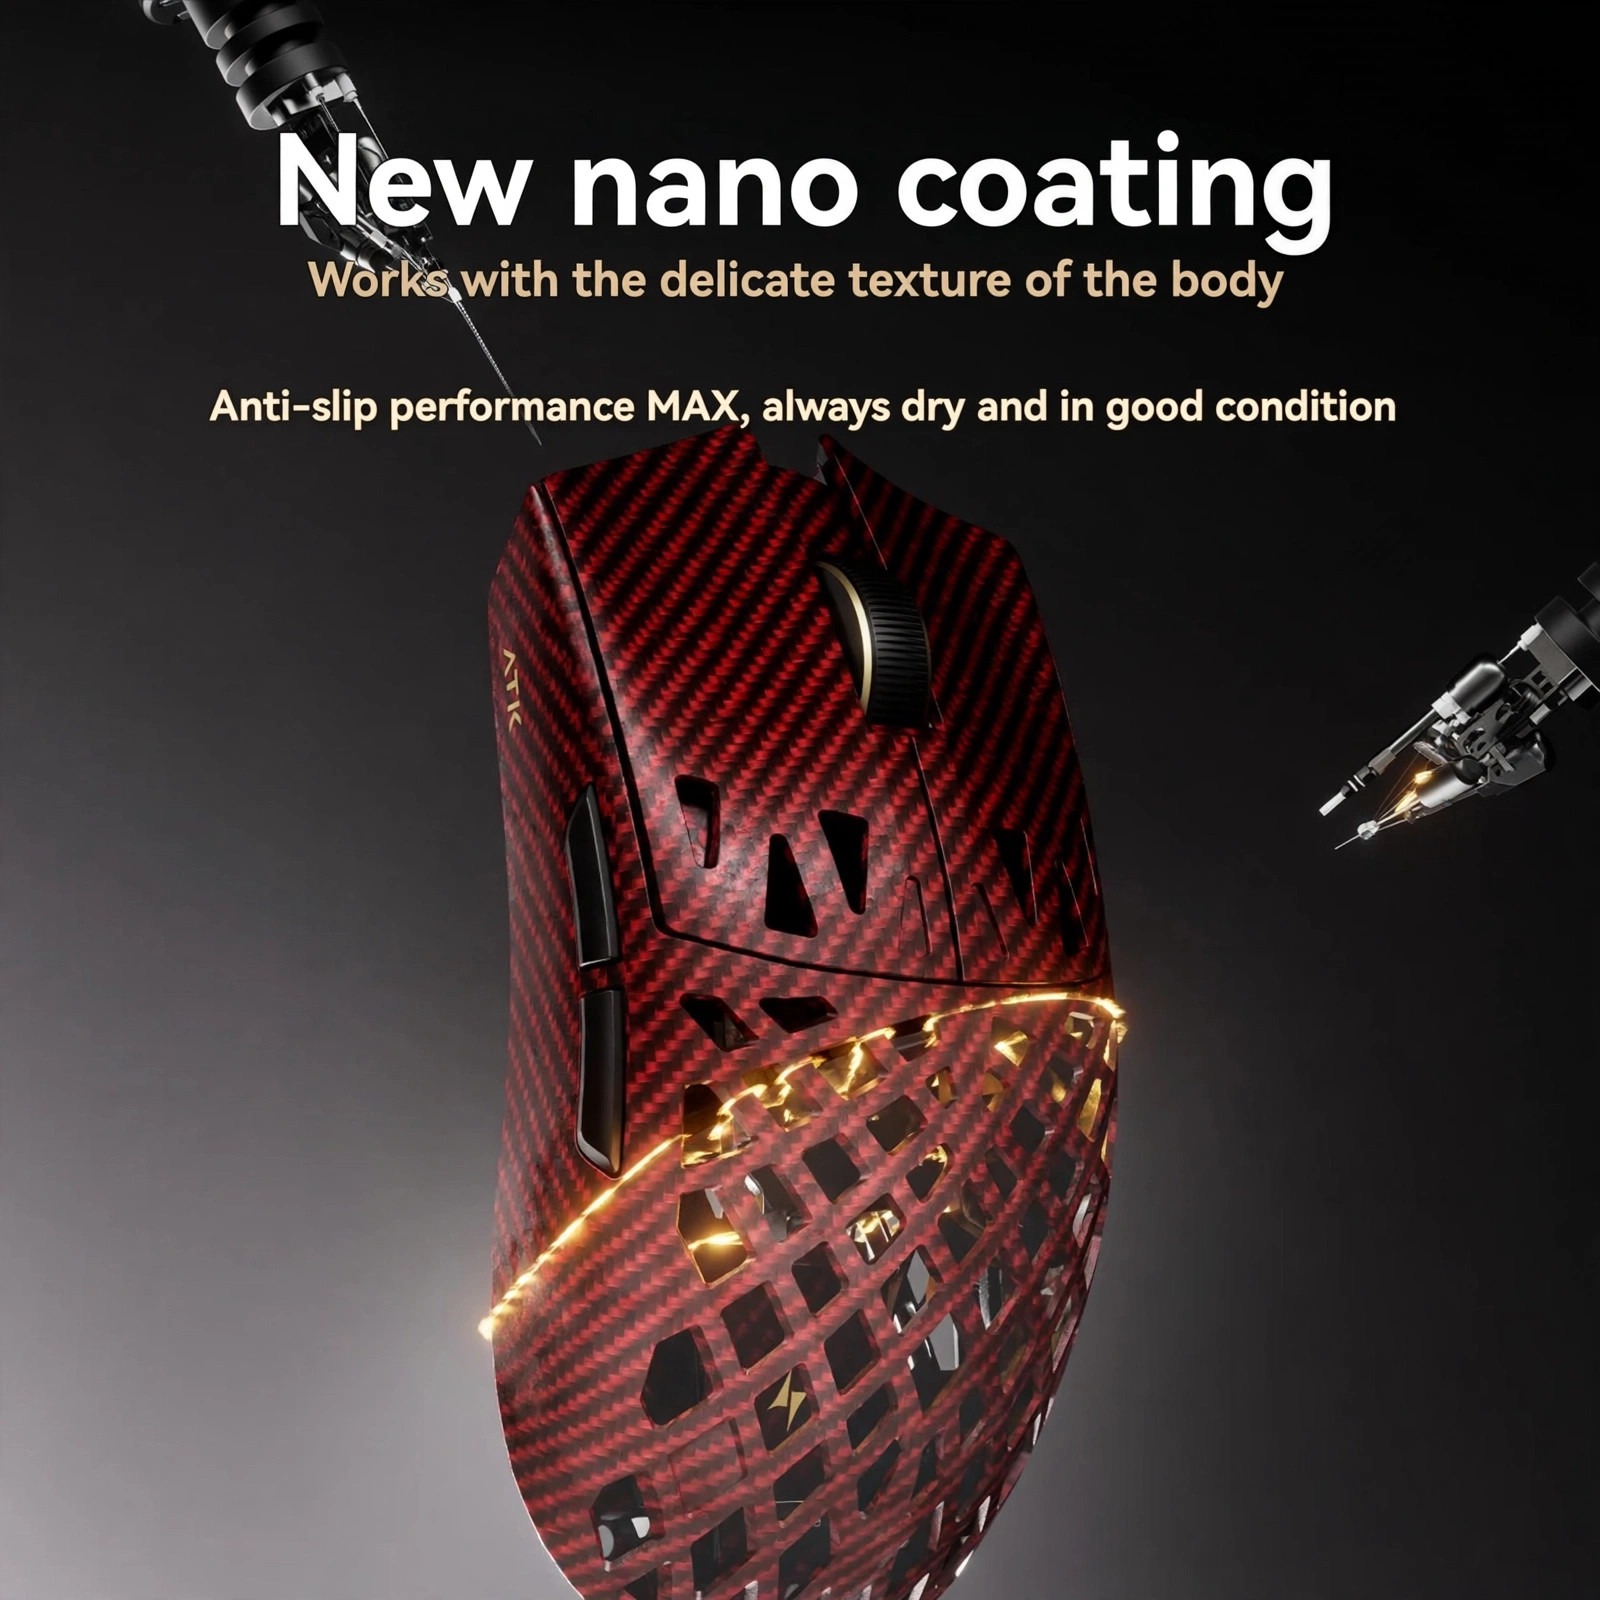 New nano coating
Works with the delicate texture of the body
Anti-slip performance MAX, always dry and in good condition
ATK